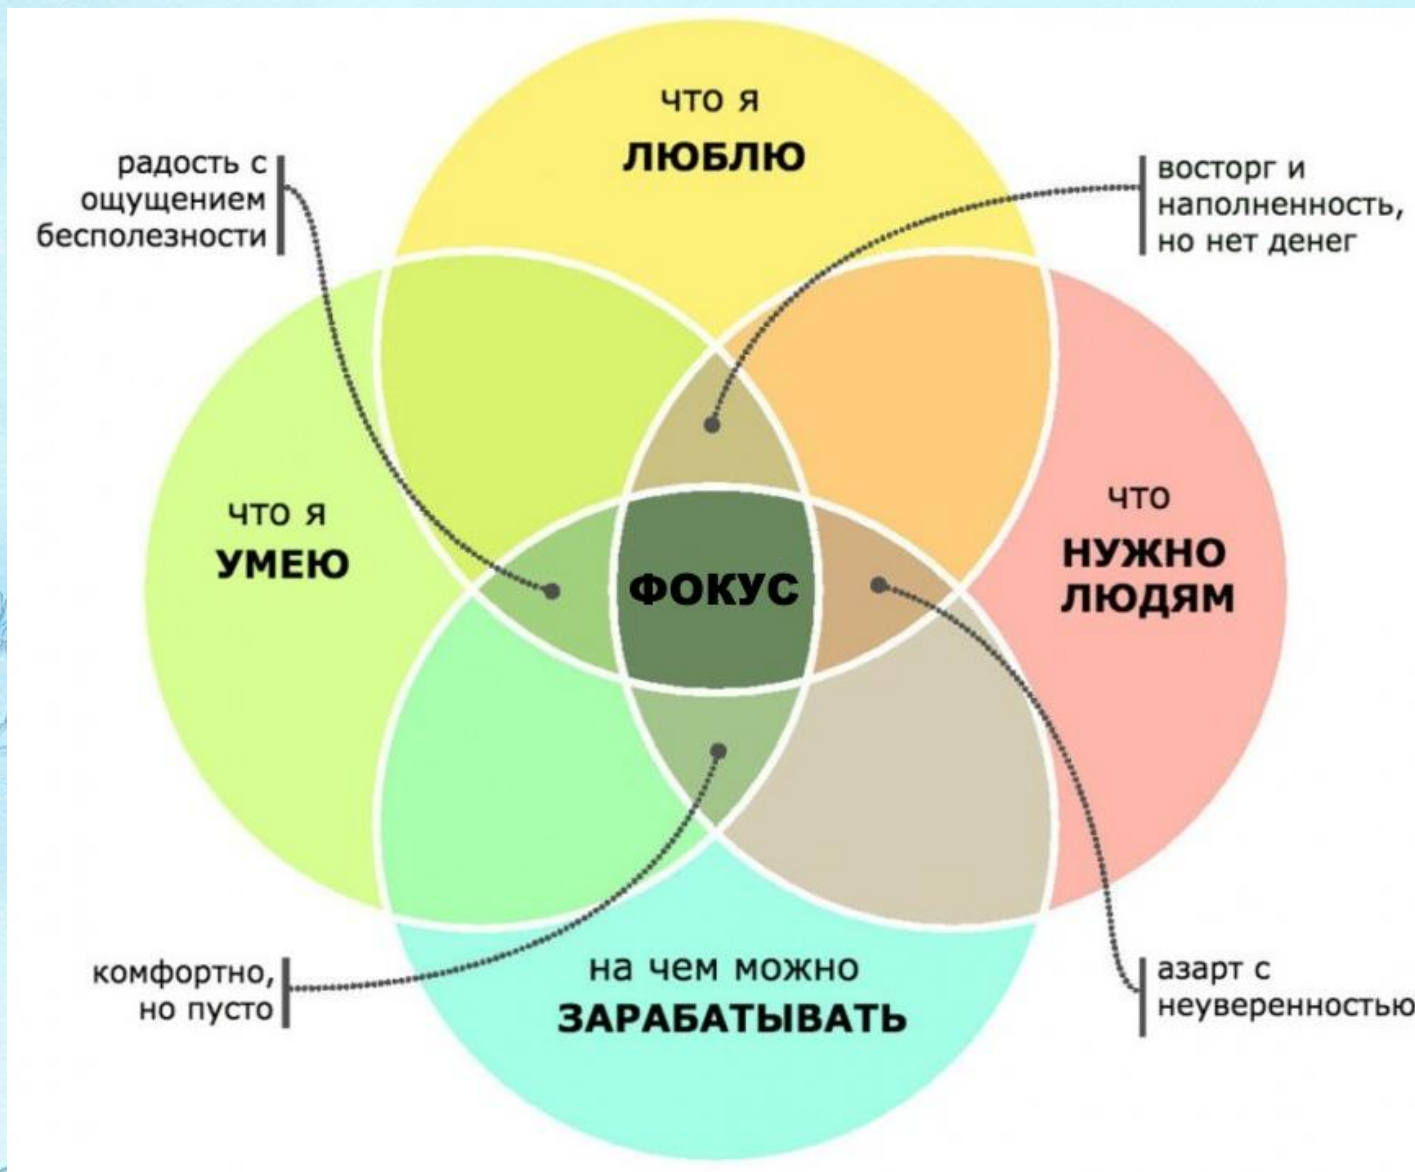 что я
ЛЮБЛЮ
радость с
ощущением
бесполезности
восторг и
наполненность,
но нет денег
что я
УМЕЮ
ФОКУС
что
НУЖНО
ЛЮДЯМ
комфортно,
но пусто
на чем можно
ЗАРАБАТЫВАТЬ
азарт с
неуверенностью